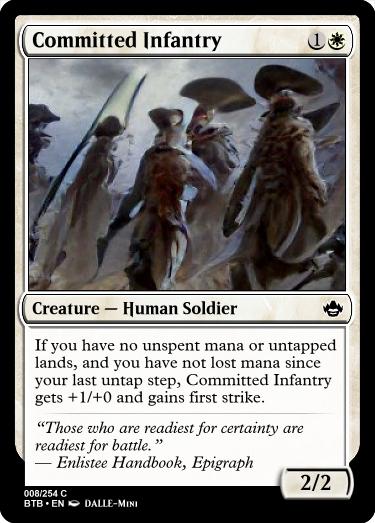 Committed Infantry 1
Creature — Human Soldier
If you have no unspent mana or untapped
lands, and you have not lost mana since
your last untap step, Committed Infantry
gets +1/+0 and gains first strike.
“Those who are readiest for certainty are
readiest for battle.”
— Enlistee Handbook, Epigraph
2/2
008/254 C
BTB • EN DALLE-Mini